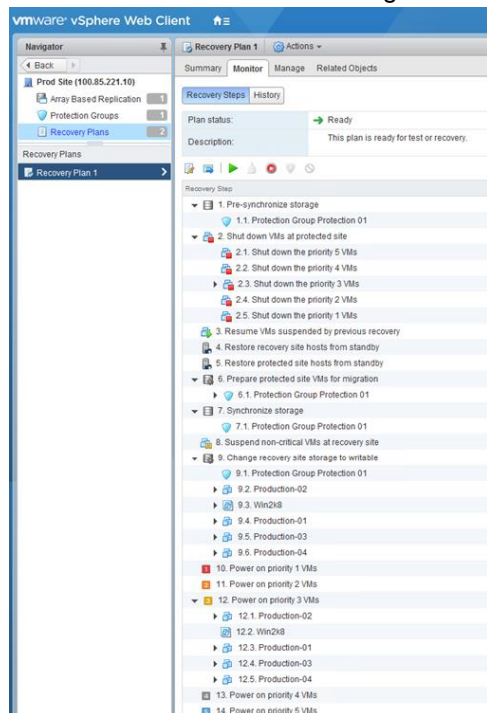 vmware® vSphere Web Client
Navigator
Recovery Plan 1 Actions
Back
Summary Monitor Manage Related Objects
Prod Site (100.85.221.10)
Array Based Replication 1
Protection Groups 1
Recovery Plans 2
Recovery Steps History
Plan status: Ready
Description: This plan is ready for test or recovery.
Recovery Plans
Recovery Plan 1
Recovery Step
1. Pre-synchronize storage
1.1. Protection Group Protection 01
2. Shut down VMs at protected site
2.1. Shut down the priority 5 VMs
2.2. Shut down the priority 4 VMs
2.3. Shut down the priority 3 VMs
2.4. Shut down the priority 2 VMs
2.5. Shut down the priority 1 VMs
3. Resume VMs suspended by previous recovery
4. Restore recovery site hosts from standby
5. Restore protected site hosts from standby
6. Prepare protected site VMs for migration
6.1. Protection Group Protection 01
7. Synchronize storage
7.1. Protection Group Protection 01
8. Suspend non-critical VMs at recovery site
9. Change recovery site storage to writable
9.1. Protection Group Protection 01
9.2. Production-02
9.3. Win2k8
9.4. Production-01
9.5. Production-03
9.6. Production-04
1 10. Power on priority 1 VMs
2 11. Power on priority 2 VMs
3 12. Power on priority 3 VMs
12.1. Production-02
12.2. Win2k8
12.3. Production-01
12.4. Production-03
12.5. Production-04
4 13. Power on priority 4 VMs
5 14. Power on priority 5 VMs